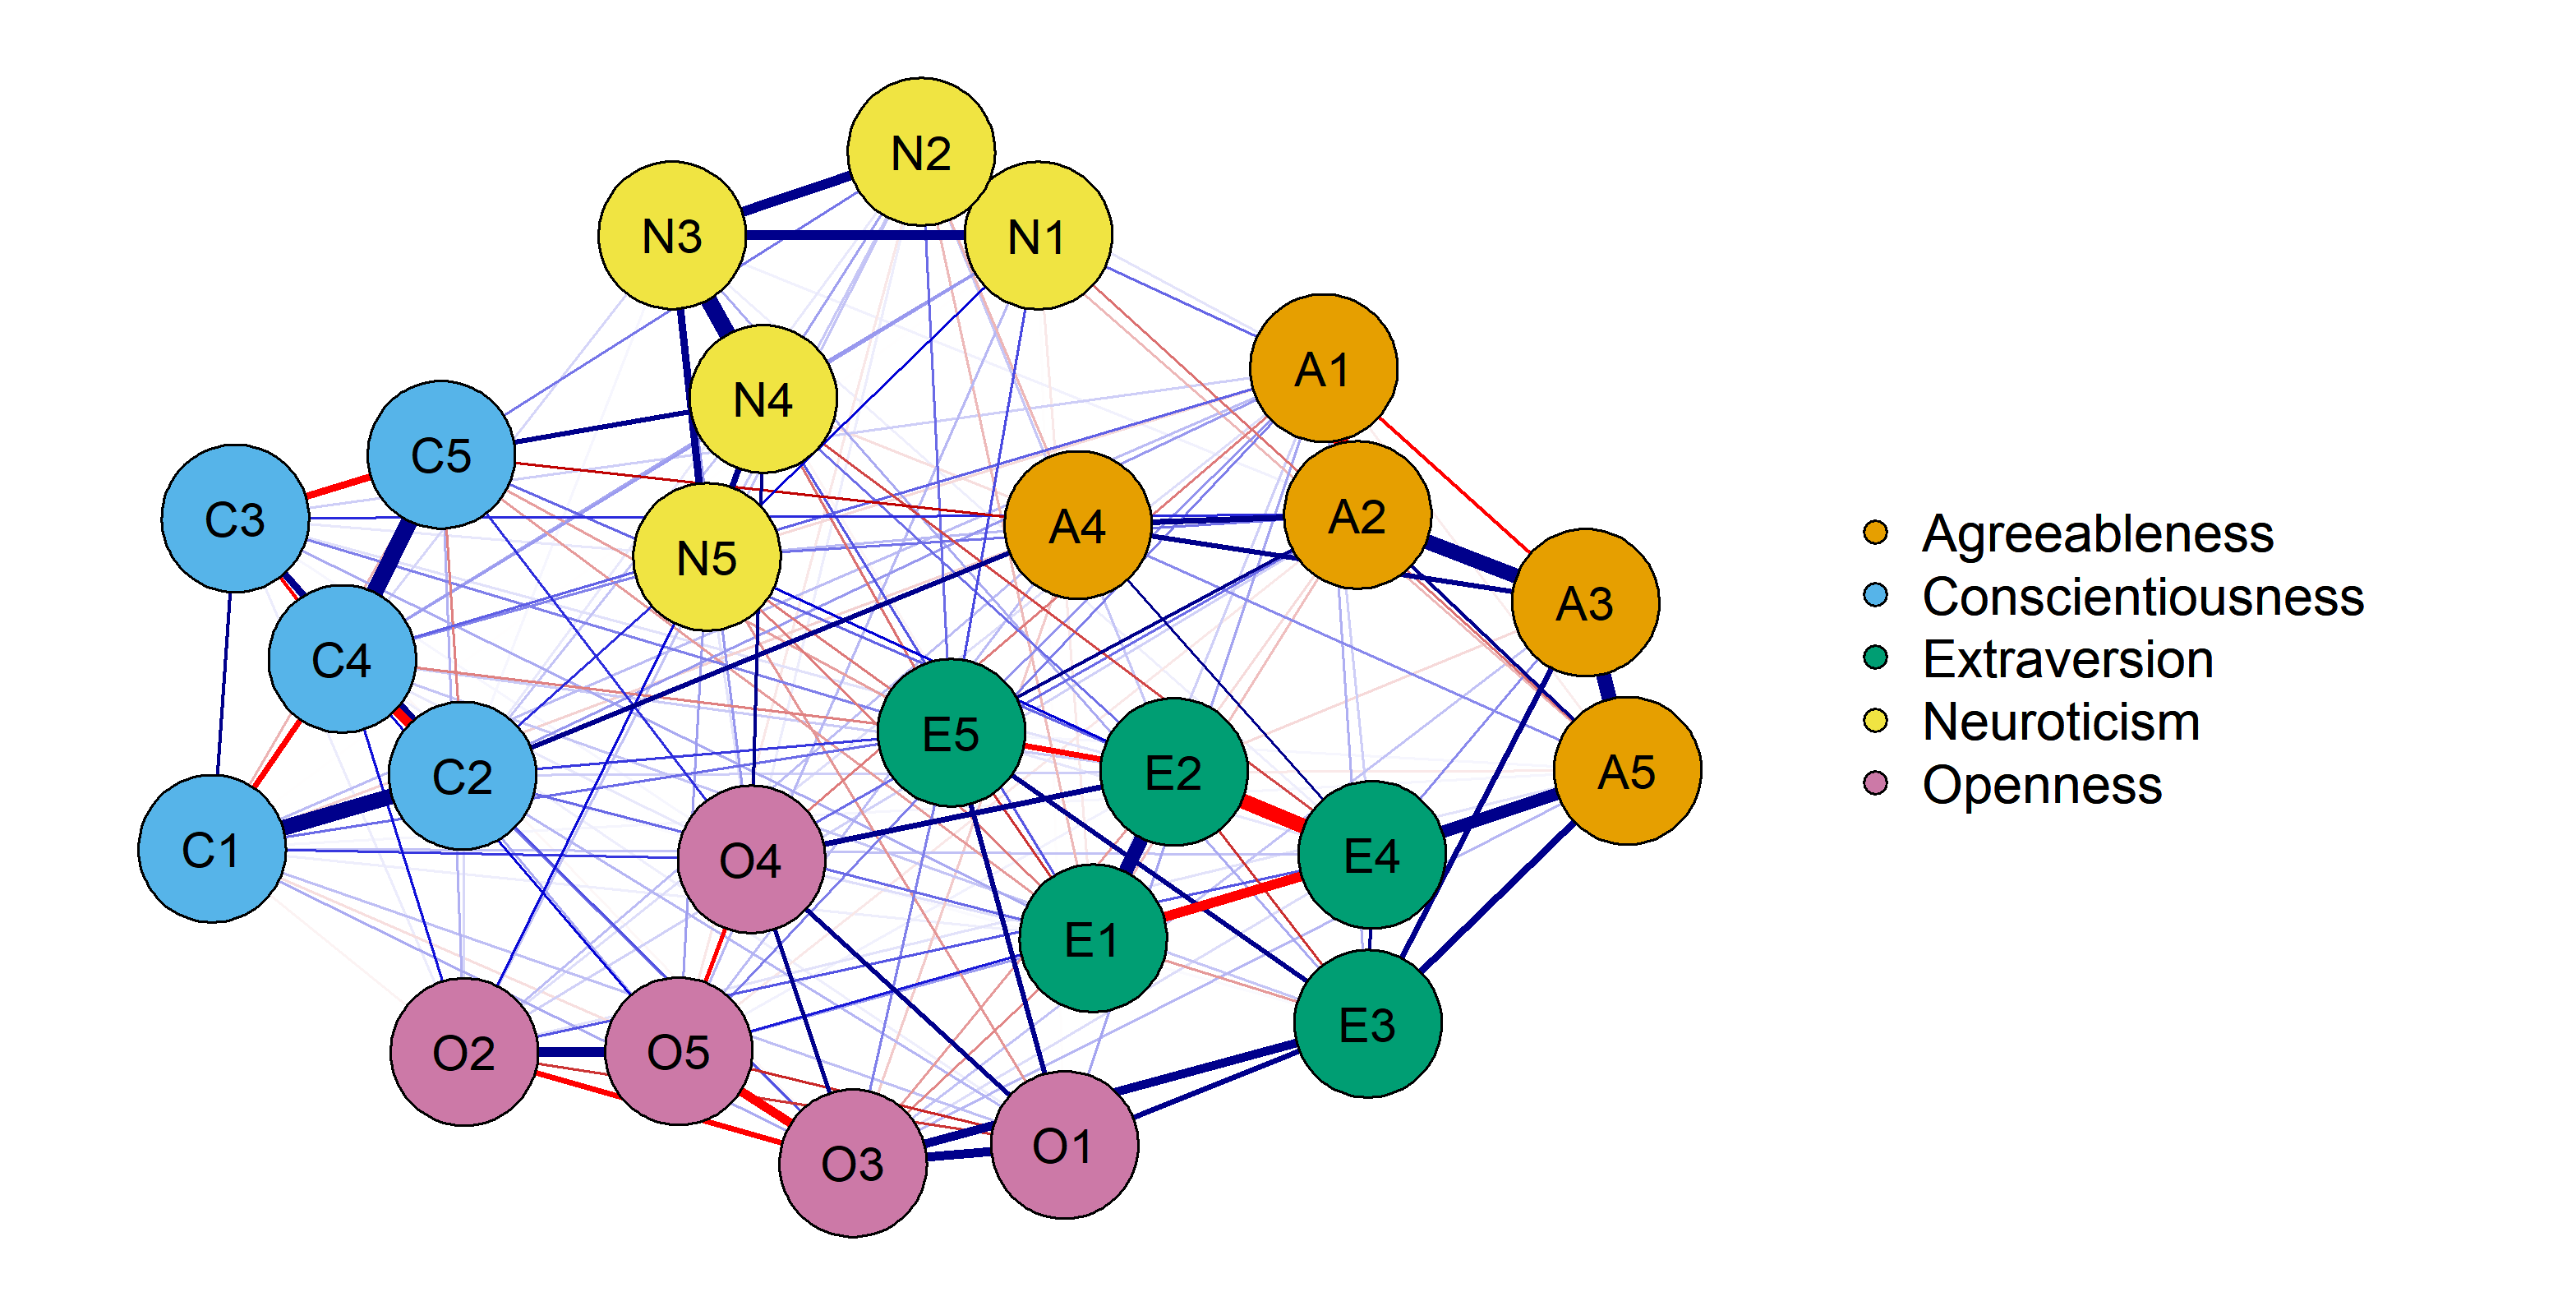 N2
N3
N1
A1
N4
C5
C3
A4
A2
N5
A3
C4
E5
E2
A5
C2
C1
O4
E4
E1
E3
O2
O5
O3
O1
Agreeableness
Conscientiousness
Extraversion
Neuroticism
Openness